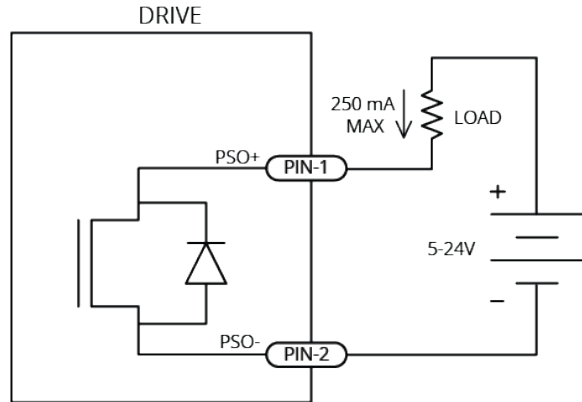 DRIVE
250 mA
MAX
LOAD
PSO+
PIN-1
+
5-24V
–
PSO-
PIN-2